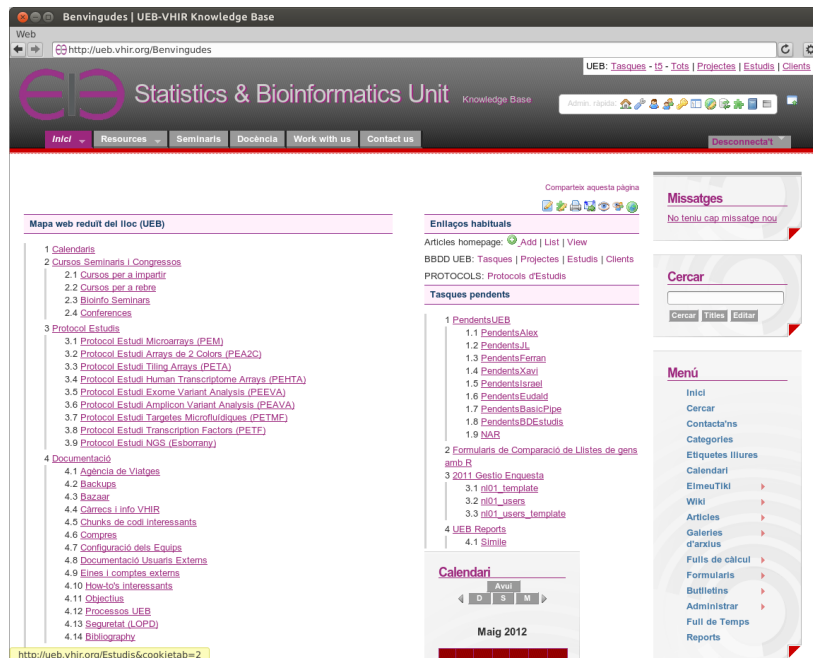 Benvingudes | UEB-VHIR Knowledge Base
Web
http://ueb.vhir.org/Benvingudes
UEB: Tasques - t5 - Tots | Projectes | Estudis | Clients
Statistics & Bioinformatics Unit Knowledge Base
Admin. ràpida:
Inici Resources Seminaris Docència Work with us Contact us
Desconnecta't
Comparteix aquesta pàgina
Mapa web reduït del lloc (UEB)
1 Calendaris
2 Cursos Seminaris i Congressos
2.1 Cursos per a impartir
2.2 Cursos per a rebre
2.3 Bioinfo Seminars
2.4 Conferences
3 Protocol Estudis
3.1 Protocol Estudi Microarrays (PEM)
3.2 Protocol Estudi Arrays de 2 Colors (PEA2C)
3.3 Protocol Estudi Tiling Arrays (PETA)
3.4 Protocol Estudi Human Transcriptome Arrays (PEHTA)
3.5 Protocol Estudi Exome Variant Analysis (PEEVA)
3.6 Protocol Estudi Amplicon Variant Analysis (PEAVA)
3.7 Protocol Estudi Targetes Microfluídiques (PETMF)
3.8 Protocol Estudi Transcription Factors (PETF)
3.9 Protocol Estudi NGS (Esborrany)
4 Documentació
4.1 Agència de Viatges
4.2 Backups
4.3 Bazaar
4.4 Càrrecs i info VHIR
4.5 Chunks de codi interessants
4.6 Compres
4.7 Configuració dels Equips
4.8 Documentació Usuaris Externs
4.9 Eines i comptes externs
4.10 How-to's interessants
4.11 Objectius
4.12 Processos UEB
4.13 Seguretat (LOPD)
4.14 Bibliography
http://ueb.vhir.org/Estudis&cookietab=2
Enllaços habituals
Articles homepage: Add | List | View
BBDD UEB: Tasques | Projectes | Estudis | Clients
PROTOCOLS: Protocols d'Estudis
Tasques pendents
1 PendentsUEB
1.1 PendentsAlex
1.2 PendentsJL
1.3 PendentsFerran
1.4 PendentsXavi
1.5 PendentsIsrael
1.6 PendentsEudald
1.7 PendentsBasicPipe
1.8 PendentsBDEstudis
1.9 NAR
2 Formularis de Comparació de Llistes de gens
amb R
3 2011 Gestio Enquesta
3.1 nl01_template
3.2 nl01_users
3.3 nl01_users_template
4 UEB Reports
4.1 Simile
Calendari
Avui
D S M
Maig 2012
Missatges
No teniu cap missatge nou
Cercar
Cercar Titles Editar
Menú
Inici
Cercar
Contacta'ns
Categories
Etiquetes lliures
Calendari
ElmeuTiki
Wiki
Articles
Galeries
d'arxius
Fulls de càlcul
Formularis
Butlletins
Administrar
Full de Temps
Reports